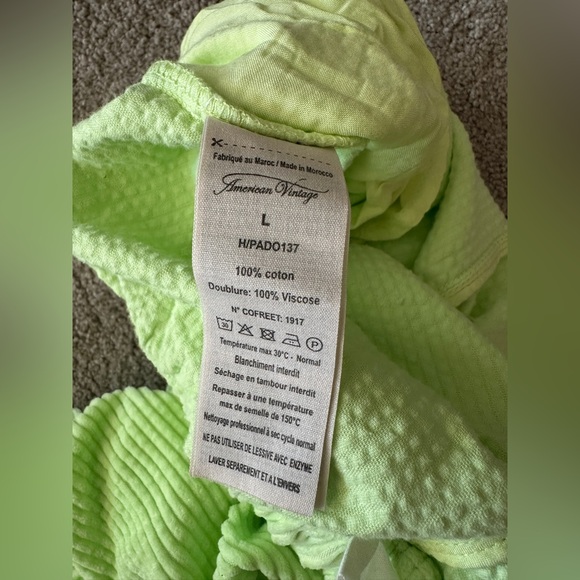 Fabriqué au Maroc / Made in Morocco
American Vintage
L
H/PADO137
100% coton
Doublure: 100% Viscose
N° COFREET: 1917
30 P
Température max 30°C - Normal
Blanchiment interdit
Séchage en tambour interdit
Repasser à une température
max de semelle de 150°C
Nettoyage professionnel à sec cycla normal
NE PAS UTILISER DE LESSIVE AVEC ENZYME
LAVER SEPAREMENT ET A L'ENVERS